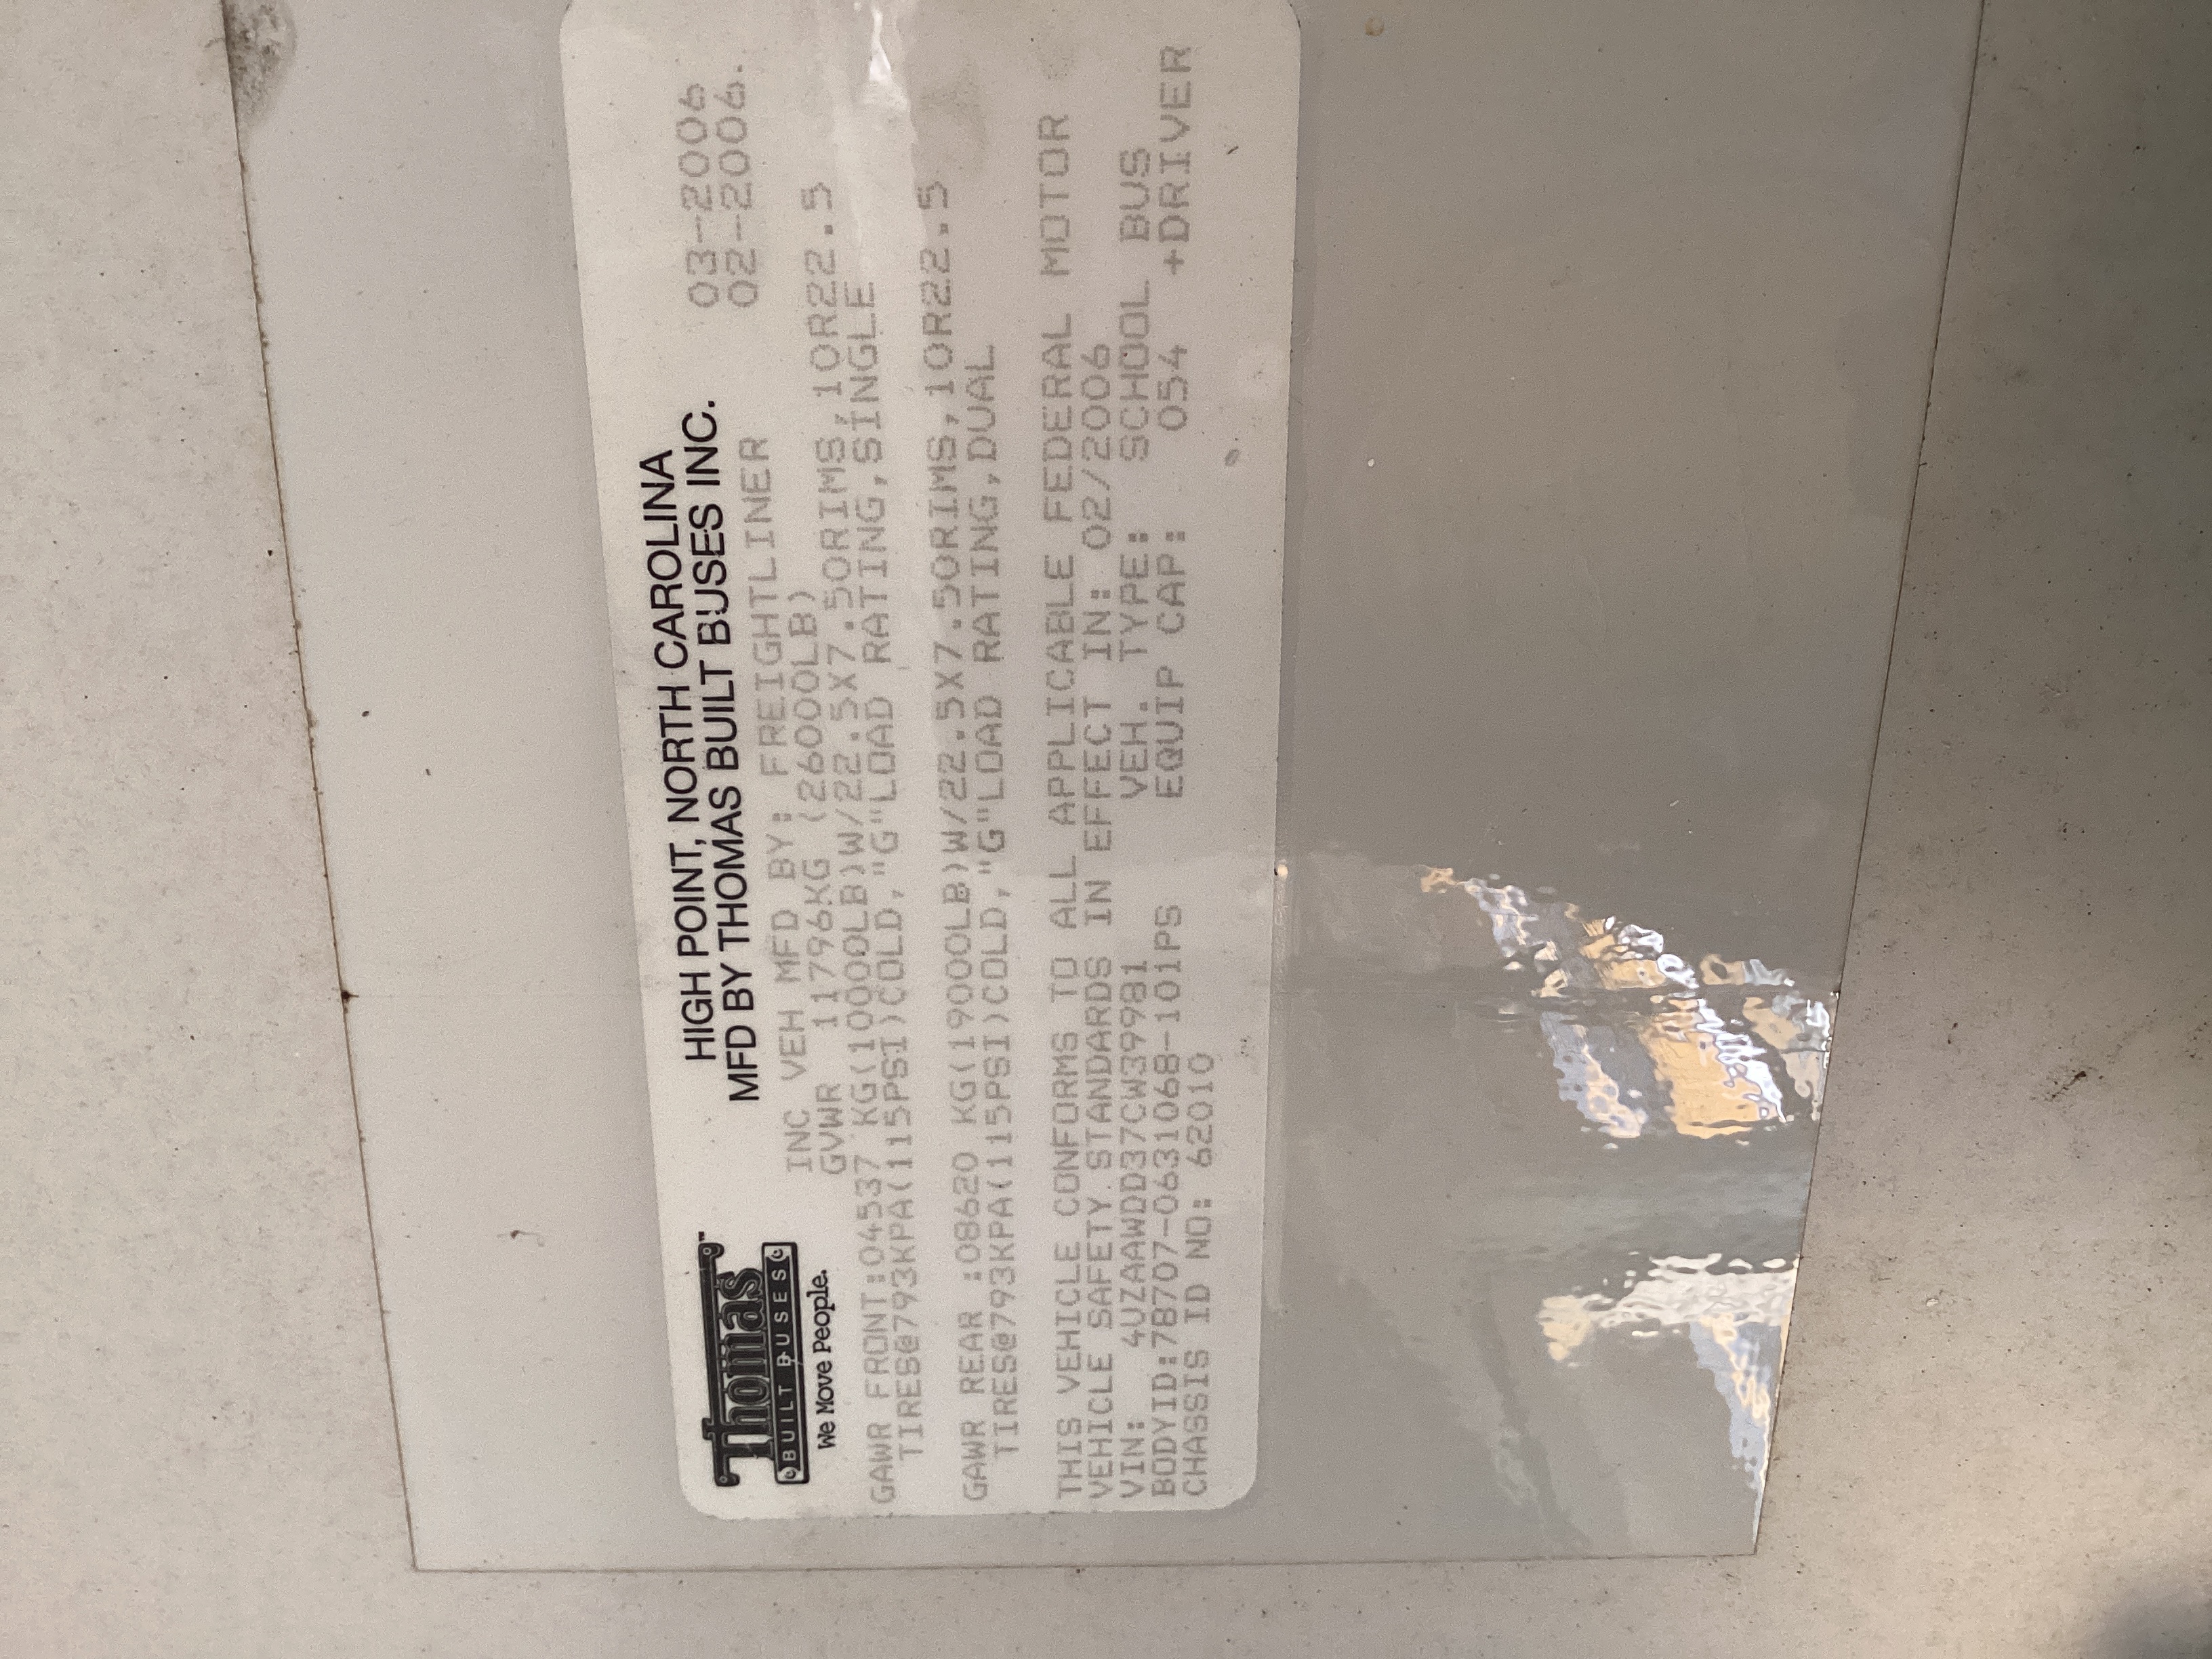 Thomas™
BUILT BUSES
We Move People.
HIGH POINT, NORTH CAROLINA
MFD BY THOMAS BUILT BUSES INC. 03-2006
INC VEH MFD BY: FREIGHTLINER 02-2006.
GVWR 11796KG (26000LB)
GAWR FRONT:04537 KG(10000LB)W/22.5X7.50RIMS,10R22.5
TIRES@793KPA(115PSI)COLD,"G"LOAD RATING,SINGLE
GAWR REAR :08620 KG(19000LB)W/22.5X7.50RIMS,10R22.5
TIRES@793KPA(115PSI)COLD,"G"LOAD RATING,DUAL
THIS VEHICLE CONFORMS TO ALL APPLICABLE FEDERAL MOTOR
VEHICLE SAFETY STANDARDS IN EFFECT IN: 02/2006
VIN: 4UZAAWDD37CW39981 VEH. TYPE: SCHOOL BUS
BODYID:7B707-0631068-101PS EQUIP CAP: 054 +DRIVER
CHASSIS ID NO: 62010